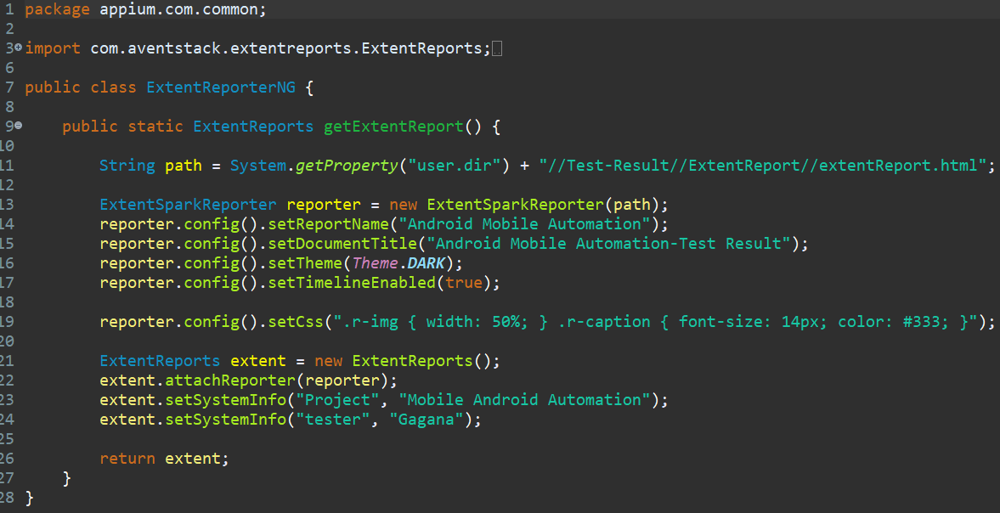 1 package appium.com.common;
2
3 import com.aventstack.extentreports.ExtentReports;
6
7 public class ExtentReporterNG {
8
9 public static ExtentReports getExtentReport() {
10
11 String path = System.getProperty("user.dir") + "//Test-Result//ExtentReport//extentReport.html";
12
13 ExtentSparkReporter reporter = new ExtentSparkReporter(path);
14 reporter.config().setReportName("Android Mobile Automation");
15 reporter.config().setDocumentTitle("Android Mobile Automation-Test Result");
16 reporter.config().setTheme(Theme.DARK);
17 reporter.config().setTimelineEnabled(true);
18
19 reporter.config().setCss(".r-img { width: 50%; } .r-caption { font-size: 14px; color: #333; }");
20
21 ExtentReports extent = new ExtentReports();
22 extent.attachReporter(reporter);
23 extent.setSystemInfo("Project", "Mobile Android Automation");
24 extent.setSystemInfo("tester", "Gagana");
25
26 return extent;
27 }
28 }